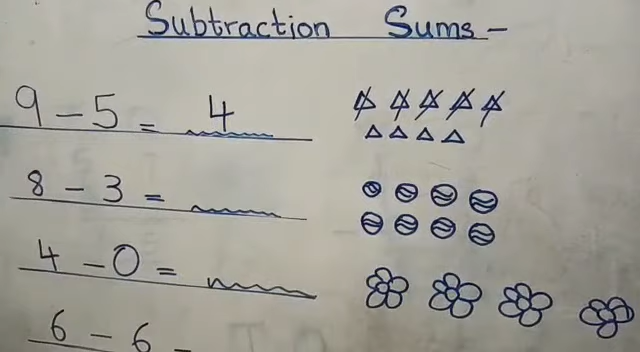 Subtraction Sums -
9 - 5 = 4
8 - 3 =
4 - 0 =
6 - 6 =